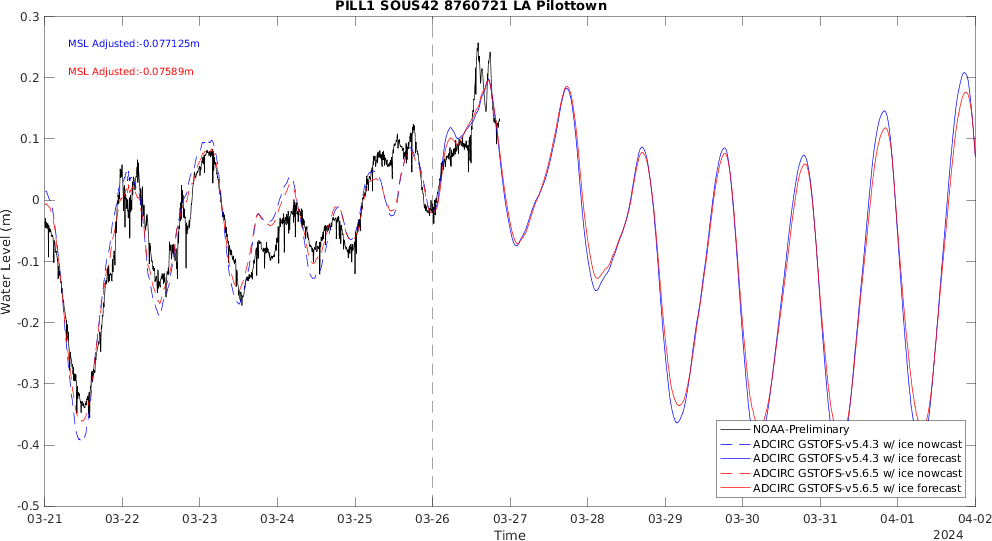 PILL1 SOUS42 8760721 LA Pilottown
MSL Adjusted:-0.077125m
MSL Adjusted:-0.07589m
Water Level (m)
0.3
0.2
0.1
0
-0.1
-0.2
-0.3
-0.4
-0.5
NOAA-Preliminary
ADCIRC GSTOFS-v5.4.3 w/ ice nowcast
ADCIRC GSTOFS-v5.4.3 w/ ice forecast
ADCIRC GSTOFS-v5.6.5 w/ ice nowcast
ADCIRC GSTOFS-v5.6.5 w/ ice forecast
03-21 03-22 03-23 03-24 03-25 03-26 03-27 03-28 03-29 03-30 03-31 04-01 04-02
Time
2024